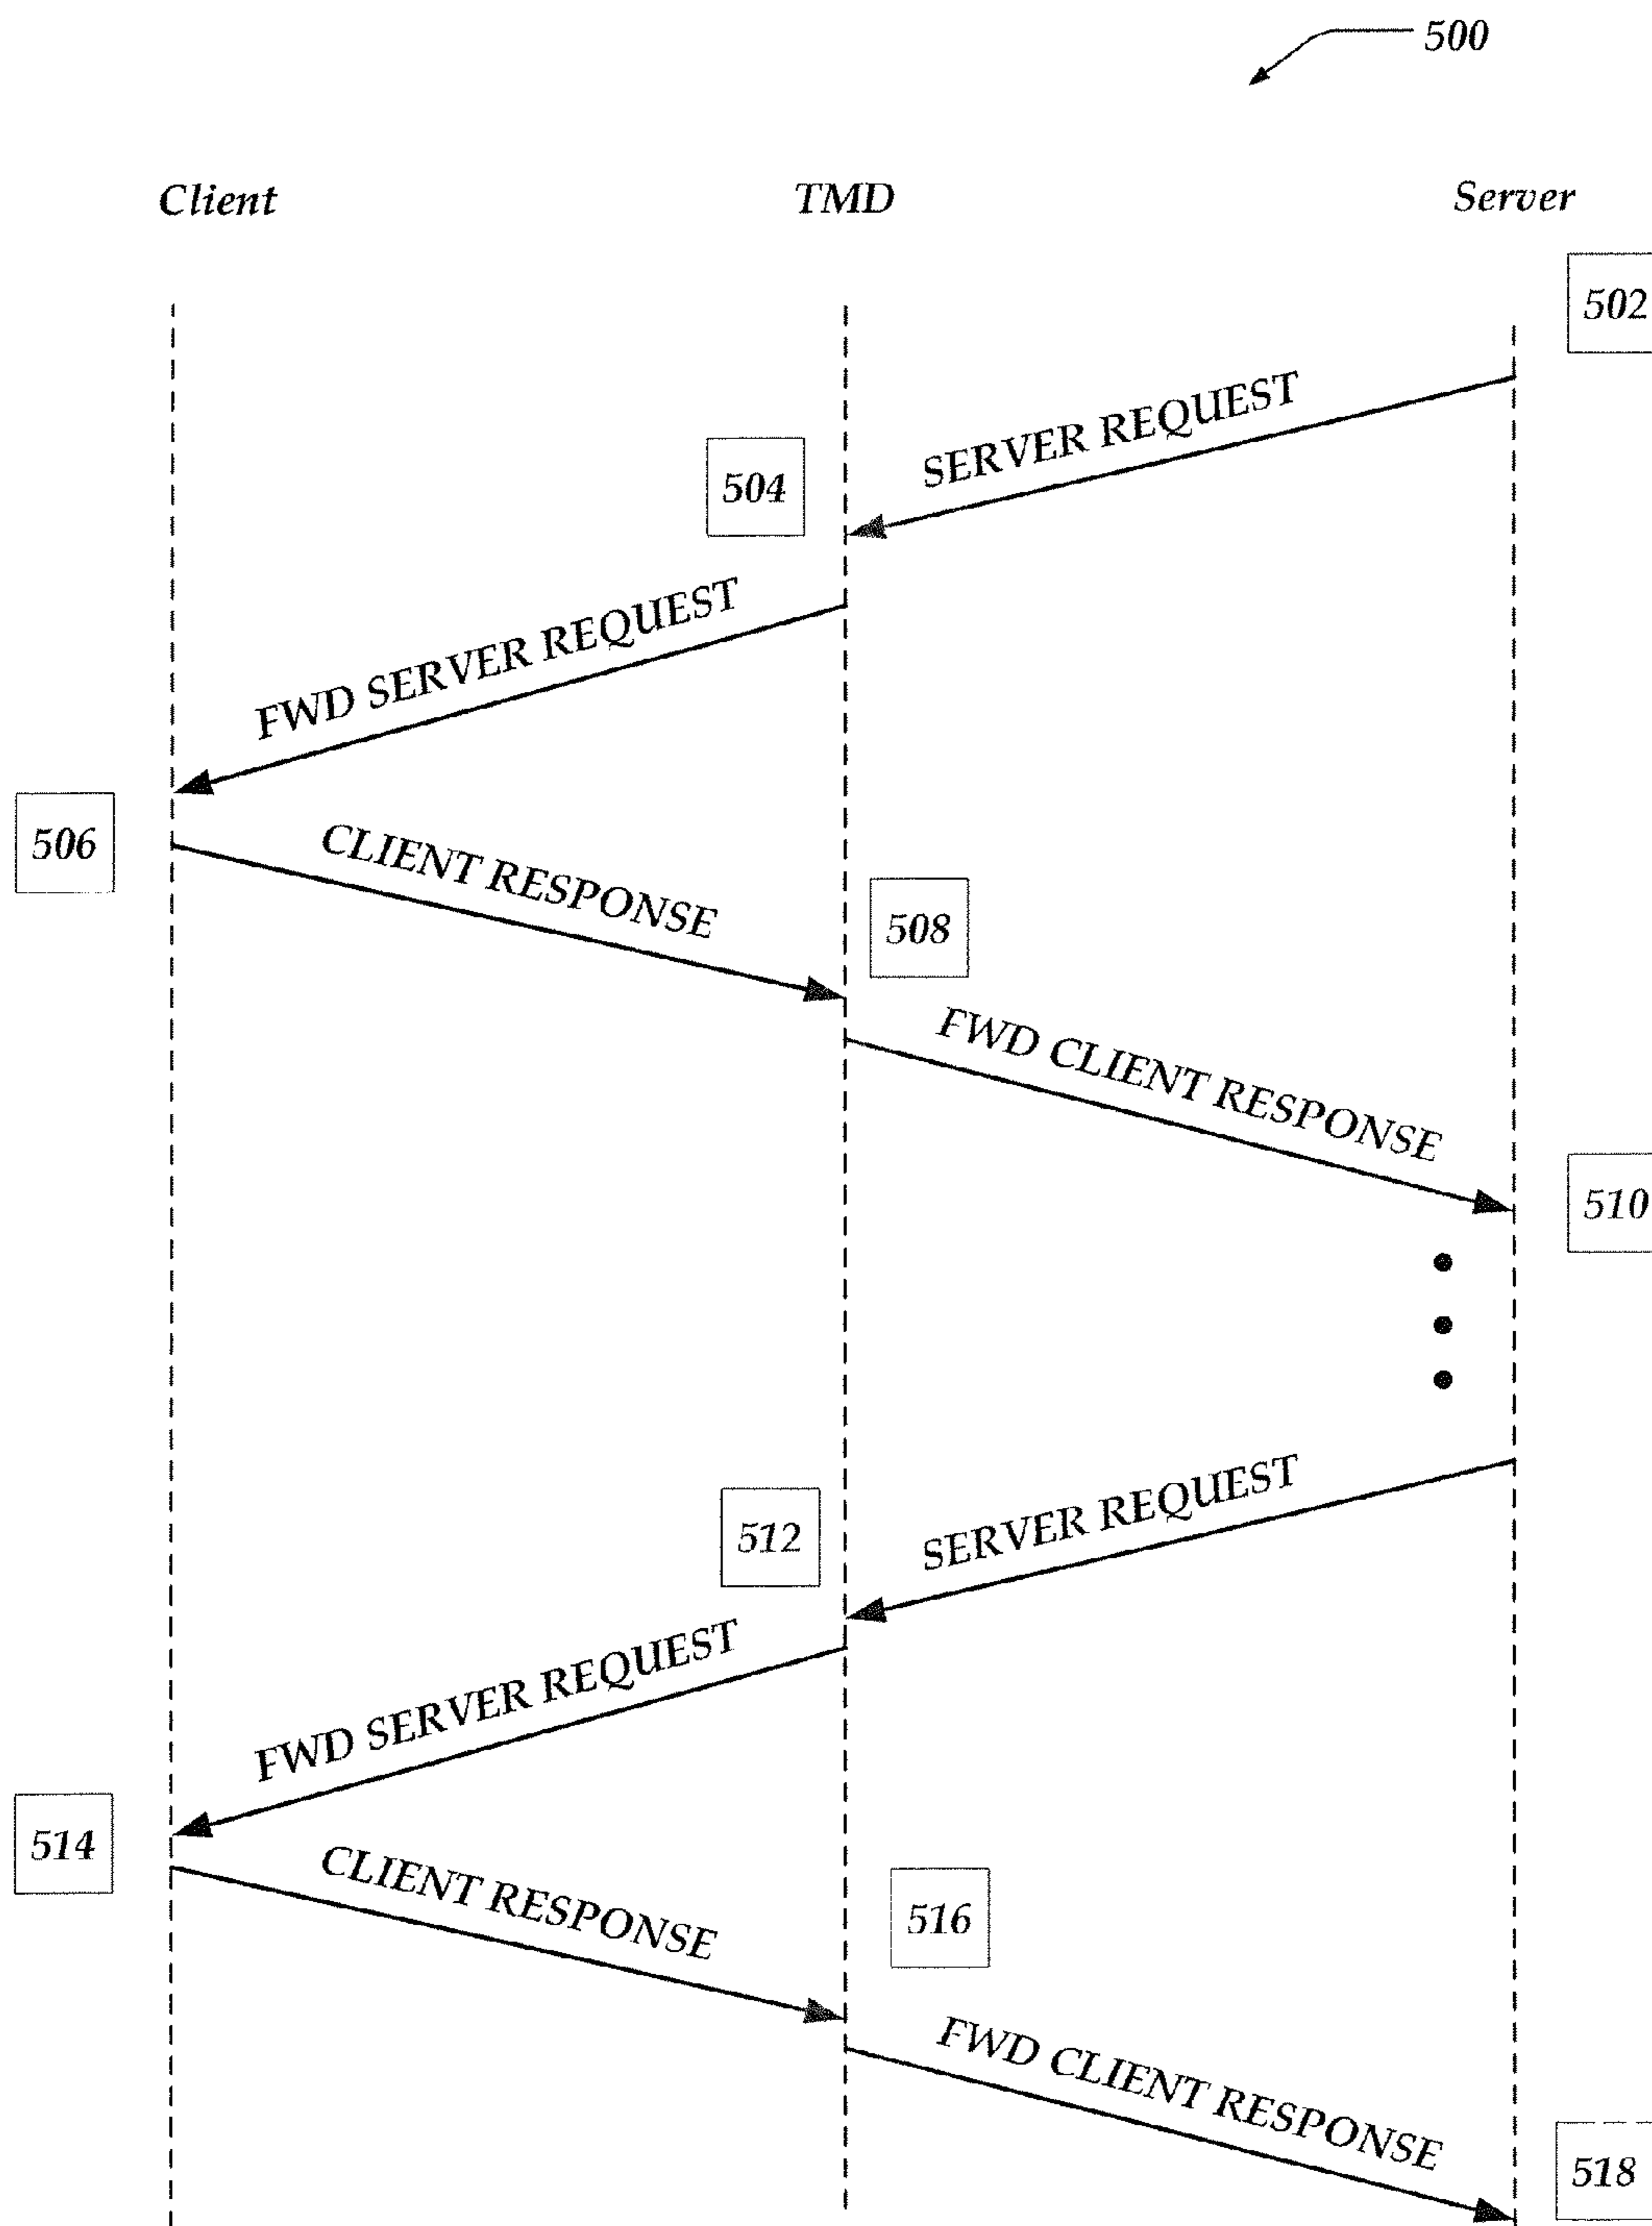 500
Client TMD Server
502
SERVER REQUEST
504
FWD SERVER REQUEST
506
CLIENT RESPONSE
508
FWD CLIENT RESPONSE
510
SERVER REQUEST
512
FWD SERVER REQUEST
514
CLIENT RESPONSE
516
FWD CLIENT RESPONSE
518